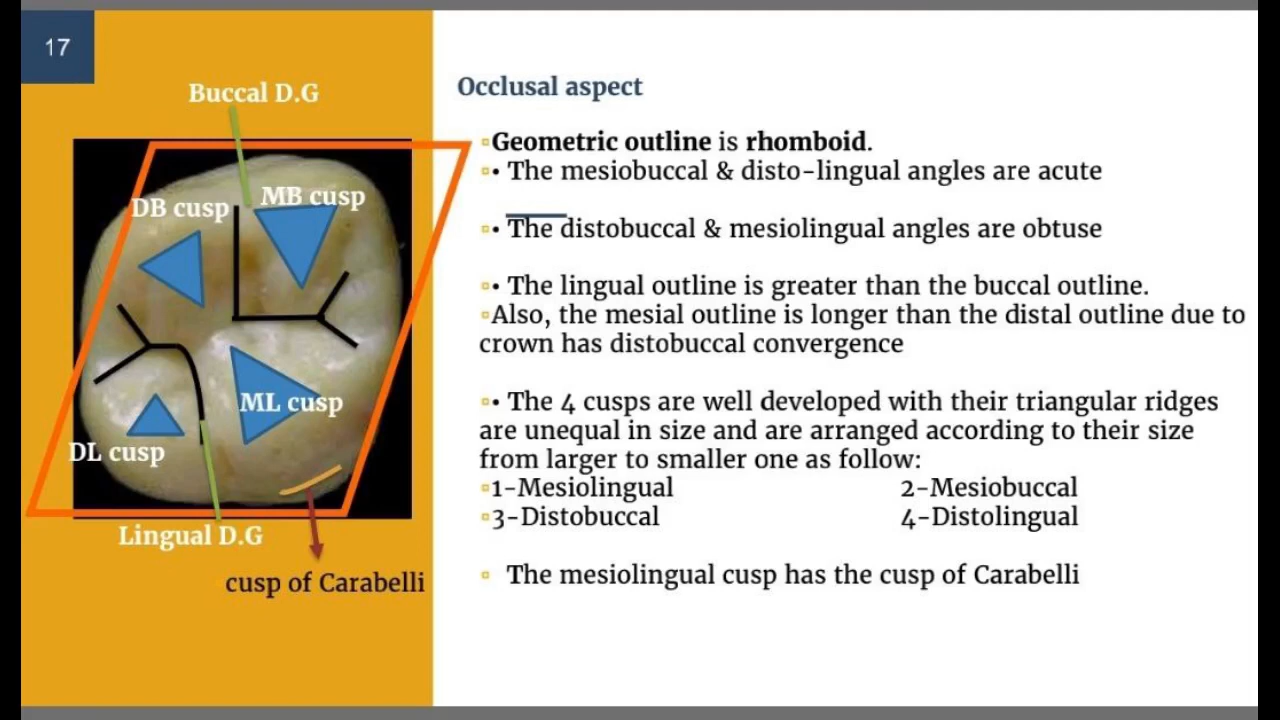 17
Buccal D.G
DB cusp
MB cusp
ML cusp
DL cusp
Lingual D.G
cusp of Carabelli
Occlusal aspect
Geometric outline is rhomboid.
• The mesiobuccal & disto-lingual angles are acute
• The distobuccal & mesiolingual angles are obtuse
• The lingual outline is greater than the buccal outline.
Also, the mesial outline is longer than the distal outline due to
crown has distobuccal convergence
• The 4 cusps are well developed with their triangular ridges
are unequal in size and are arranged according to their size
from larger to smaller one as follow:
1-Mesiolingual 2-Mesiobuccal
3-Distobuccal 4-Distolingual
The mesiolingual cusp has the cusp of Carabelli